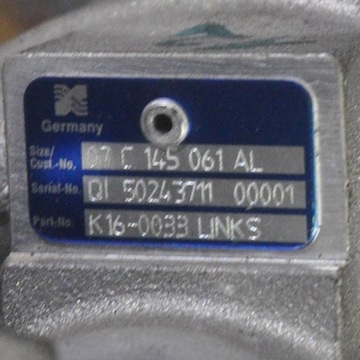 Germany
Size/
Cust.-No. 07 C 145 061 AL
Serial-No. QI 50243711 00001
Part-No. K16-0033 LINKS